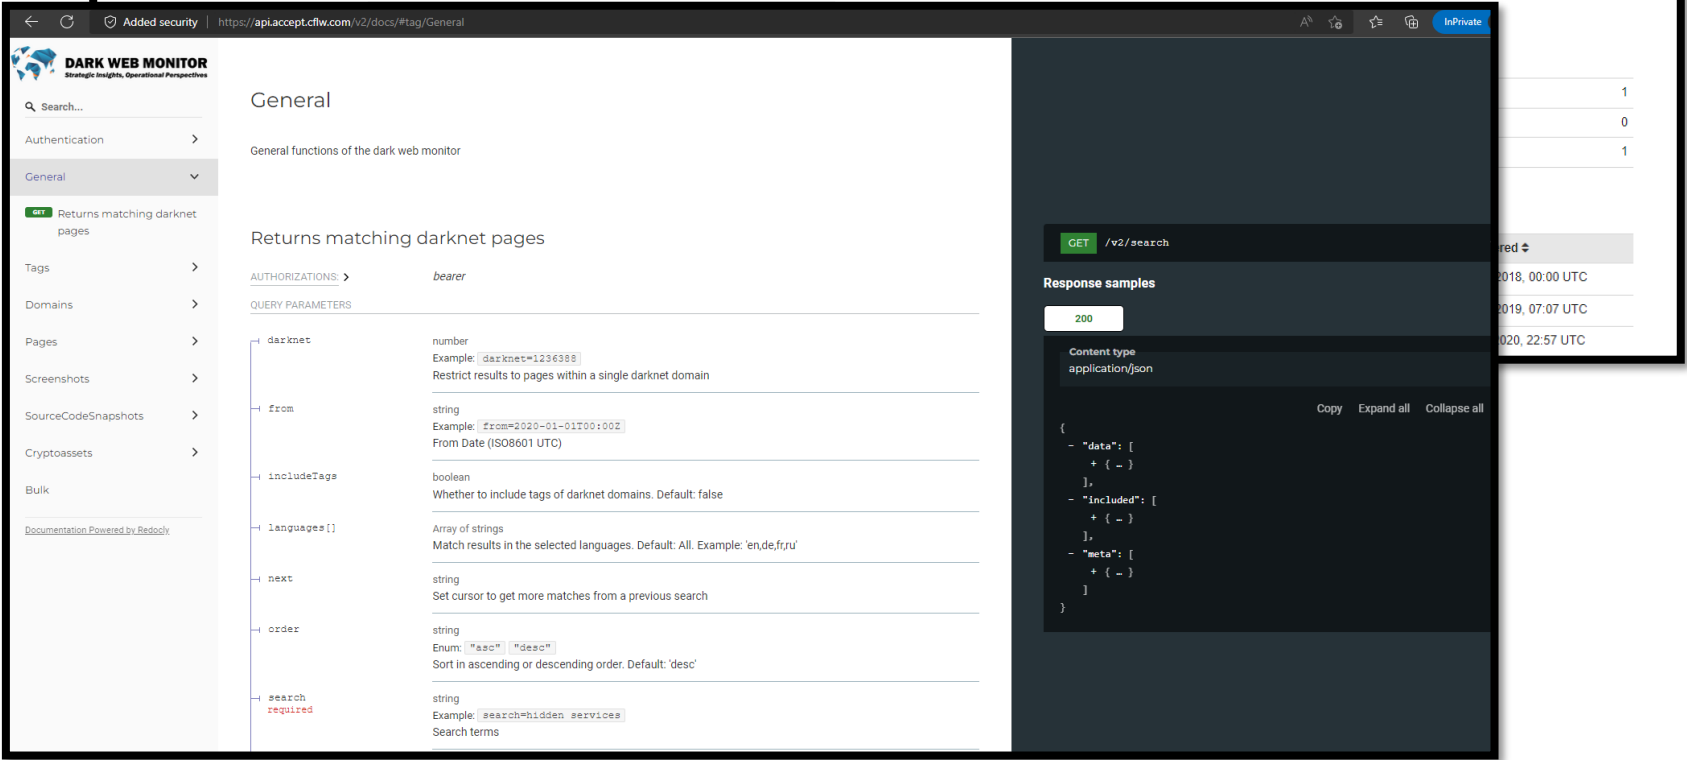 Added security
https://api.accept.cflw.com/v2/docs/#tag/General
InPrivate
DARK WEB MONITOR
Strategic Insights, Operational Perspectives
Search...
Authentication
General
GET Returns matching darknet
pages
Tags
Domains
Pages
Screenshots
SourceCodeSnapshots
Cryptoassets
Bulk
Documentation Powered by Redocly
General
General functions of the dark web monitor
Returns matching darknet pages
AUTHORIZATIONS: bearer
QUERY PARAMETERS
darknet number
Example: darknet=1236388
Restrict results to pages within a single darknet domain
from string
Example: from=2020-01-01T00:00Z
From Date (ISO8601 UTC)
includeTags boolean
Whether to include tags of darknet domains. Default: false
languages[] Array of strings
Match results in the selected languages. Default: All. Example: 'en,de,fr,ru'
next string
Set cursor to get more matches from a previous search
order string
Enum: "asc" "desc"
Sort in ascending or descending order. Default: 'desc'
search string
required
Example: search=hidden services
Search terms
GET /v2/search
Response samples
200
Content type
application/json
Copy Expand all Collapse all
{
- "data": [
+ { … }
],
- "included": [
+ { … }
],
- "meta": [
+ { … }
]
}
1
0
1
red
2018, 00:00 UTC
2019, 07:07 UTC
020, 22:57 UTC